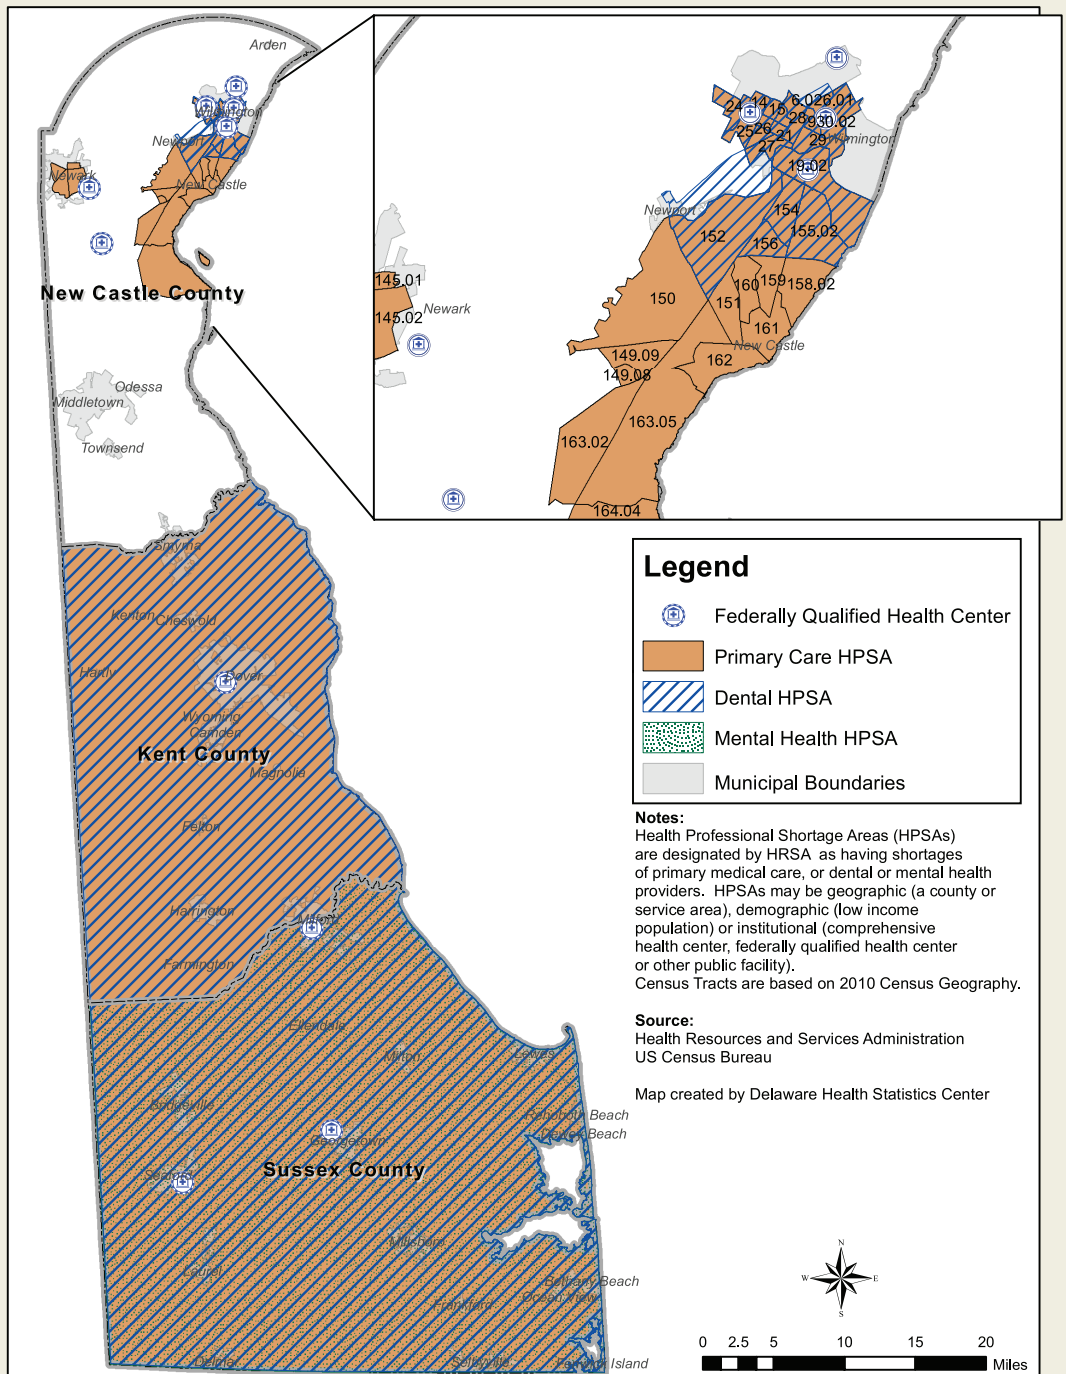 Arden
Wilmington
Newport
Newark
New Castle
New Castle County
Odessa
Middletown
Townsend
24
14
15
6.02
6.01
28
930.02
25
26
21
27
29
Wilmington
19.02
Newport
154
152
155.02
156
145.01
145.02
Newark
150
160
159
158.02
151
161
New Castle
149.09
162
149.08
163.05
163.02
164.04
Smyrna
Kenton
Cheswold
Hartly
Dover
Wyoming
Camden
Kent County
Magnolia
Felton
Harrington
Milford
Farmington
Ellendale
Milton
Lewes
Bridgeville
Rehoboth Beach
Dewey Beach
Georgetown
Sussex County
Seaford
Millsboro
Laurel
Bethany Beach
Ocean View
Frankford
Delmar
Selbyville
Fenwick Island
Legend
Federally Qualified Health Center
Primary Care HPSA
Dental HPSA
Mental Health HPSA
Municipal Boundaries
Notes:
Health Professional Shortage Areas (HPSAs)
are designated by HRSA as having shortages
of primary medical care, or dental or mental health
providers. HPSAs may be geographic (a county or
service area), demographic (low income
population) or institutional (comprehensive
health center, federally qualified health center
or other public facility).
Census Tracts are based on 2010 Census Geography.
Source:
Health Resources and Services Administration
US Census Bureau
Map created by Delaware Health Statistics Center
N
W E
S
0 2.5 5 10 15 20
Miles